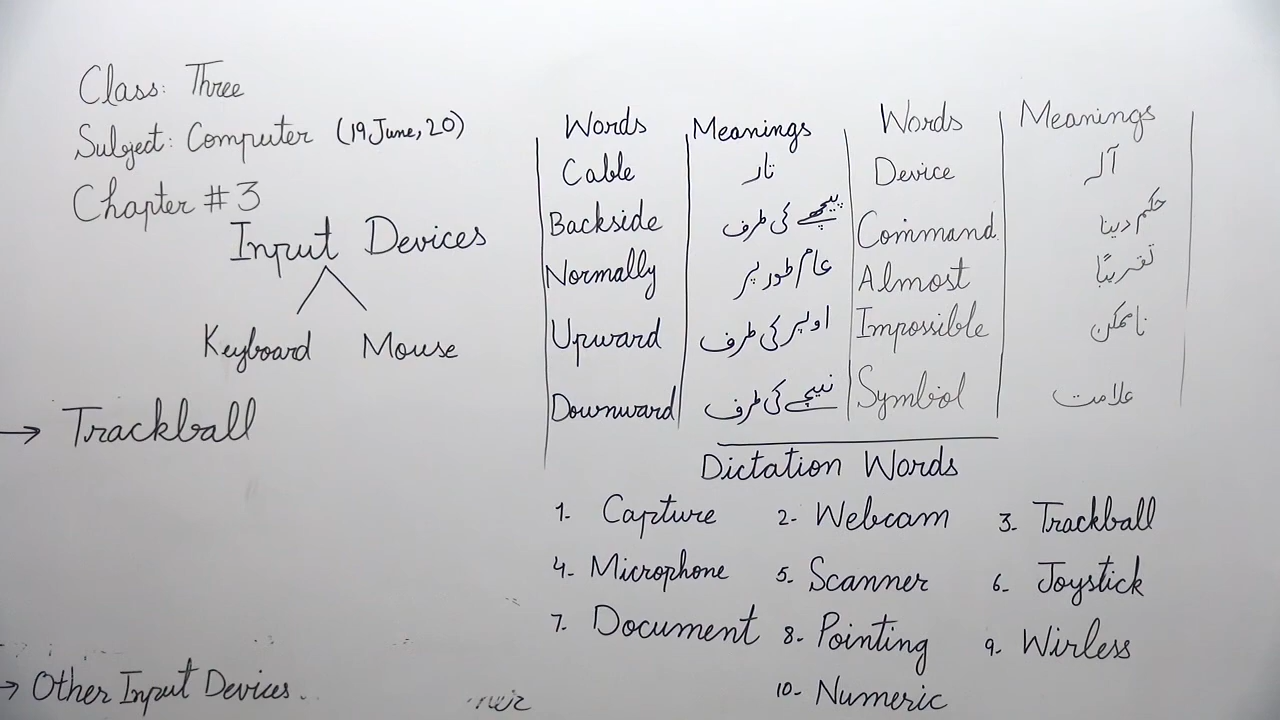 Class: Three
Subject: Computer (19 June, 20)
Chapter # 3
Input Devices
Keyboard Mouse
→ Trackball
→ Other Input Devices.
Words Meanings Words Meanings
Cable تار Device آلہ
Backside پیچھے کی طرف Command حکم دینا
Normally عام طور پر Almost تقریبًا
Upward اوپر کی طرف Impossible ناممکن
Downward نیچے کی طرف Symbol علامت
Dictation Words
1- Capture 2- Webcam 3- Trackball
4- Microphone 5- Scanner 6- Joystick
7- Document 8- Pointing 9- Wirless
10- Numeric